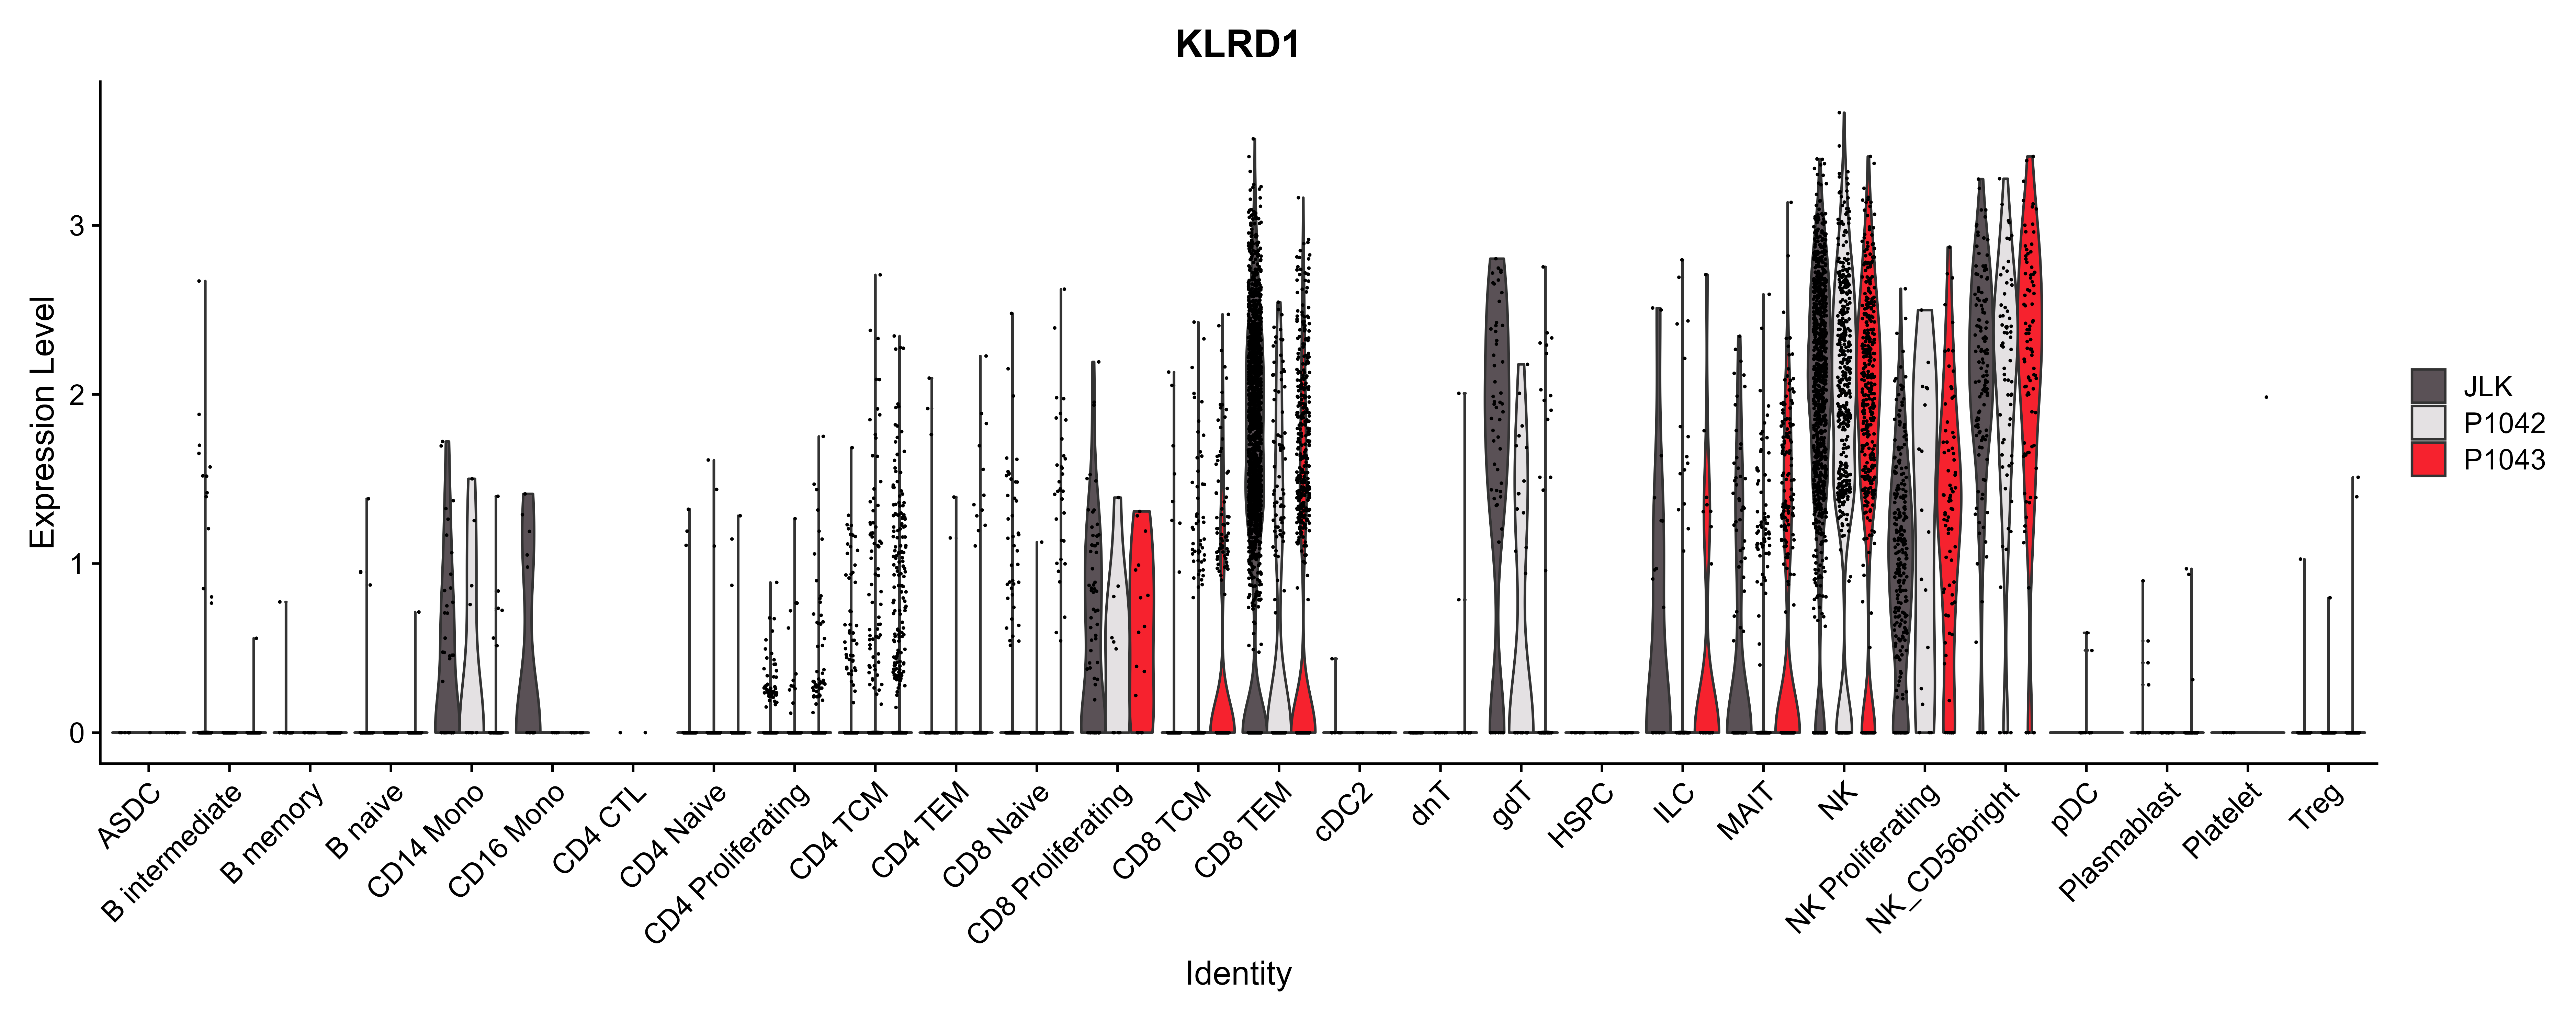 KLRD1
Expression Level
3
2
1
0
ASDC
B intermediate
B memory
B naive
CD14 Mono
CD16 Mono
CD4 CTL
CD4 Naive
CD4 Proliferating
CD4 TCM
CD4 TEM
CD8 Naive
CD8 Proliferating
CD8 TCM
CD8 TEM
cDC2
dnT
gdT
HSPC
ILC
MAIT
NK
NK Proliferating
NK_CD56bright
pDC
Plasmablast
Platelet
Treg
Identity
JLK
P1042
P1043